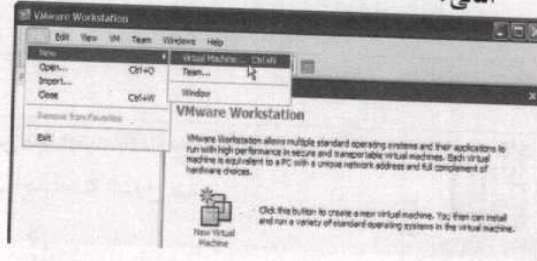 VMware Workstation
Edit View VM Team Windows Help
New
Virtual Machine... Ctrl+N
Open... Ctrl+O
Team...
Import...
Close Ctrl+W
Window
Remove from Favorites
Exit
VMware Workstation
VMware Workstation allows multiple standard operating systems and their applications to
run with high performance in secure and transportable virtual machines. Each virtual
machine is equivalent to a PC with a unique network address and full complement of
hardware choices.
New Virtual
Machine
Click this button to create a new virtual machine. You then can install
and run a variety of standard operating systems in the virtual machine.